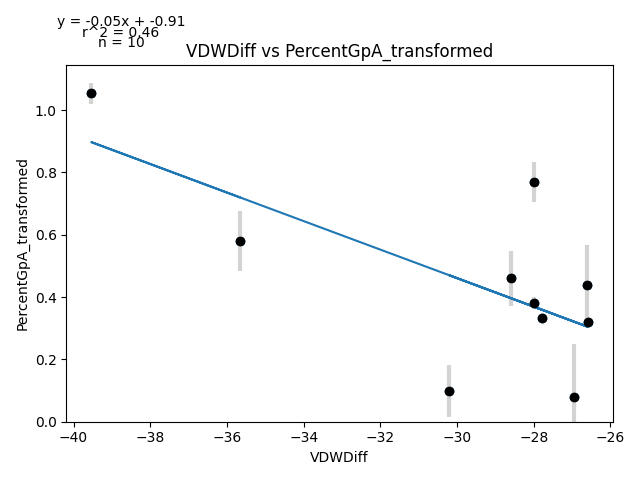 y = -0.05x + -0.91
r^2 = 0.46
n = 10
VDWDiff vs PercentGpA_transformed
PercentGpA_transformed
1.0
0.8
0.6
0.4
0.2
0.0
−40 −38 −36 −34 −32 −30 −28 −26
VDWDiff